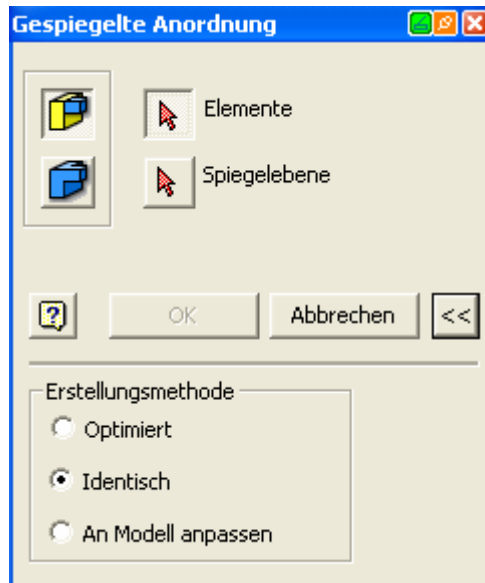 Gespiegelte Anordnung
Elemente
Spiegelebene
?
OK
Abbrechen
<<
Erstellungsmethode
Optimiert
Identisch
An Modell anpassen